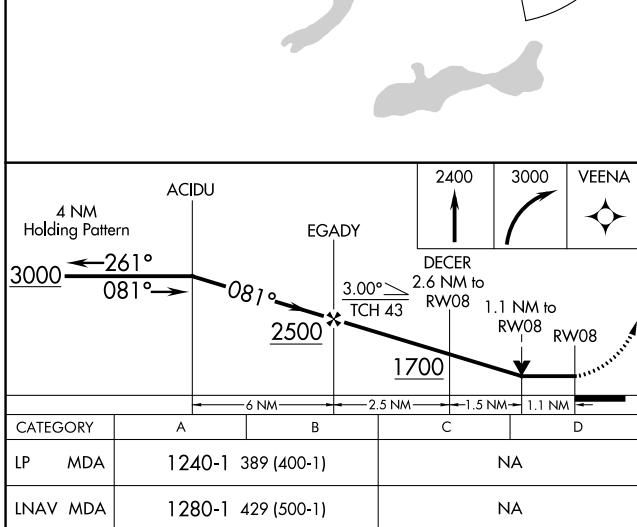 2400 3000 VEENA
ACIDU
4 NM
Holding Pattern
EGADY
DECER
2.6 NM to
RW08
3000
261°
081°
081°
3.00°
TCH 43
1.1 NM to
RW08
RW08
2500
1700
6 NM 2.5 NM 1.5 NM 1.1 NM
CATEGORY A B C D
LP MDA 1240-1 389 (400-1) NA
LNAV MDA 1280-1 429 (500-1) NA